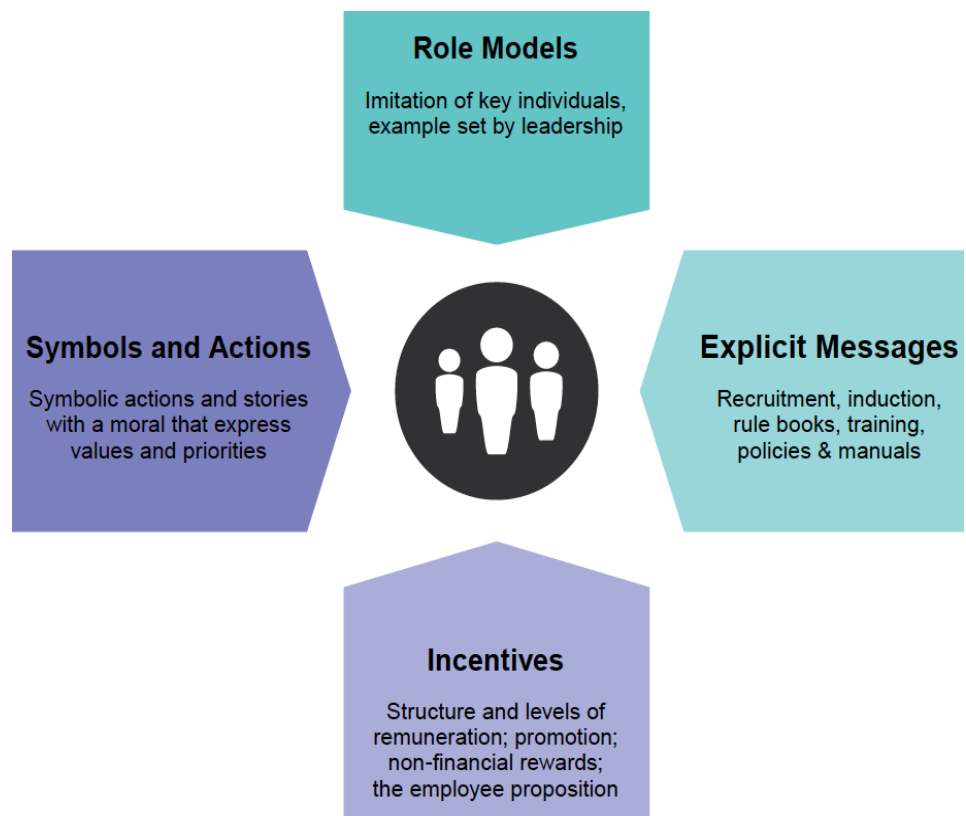 Role Models
Imitation of key individuals,
example set by leadership
Symbols and Actions
Symbolic actions and stories
with a moral that express
values and priorities
Explicit Messages
Recruitment, induction,
rule books, training,
policies & manuals
Incentives
Structure and levels of
remuneration; promotion;
non-financial rewards;
the employee proposition